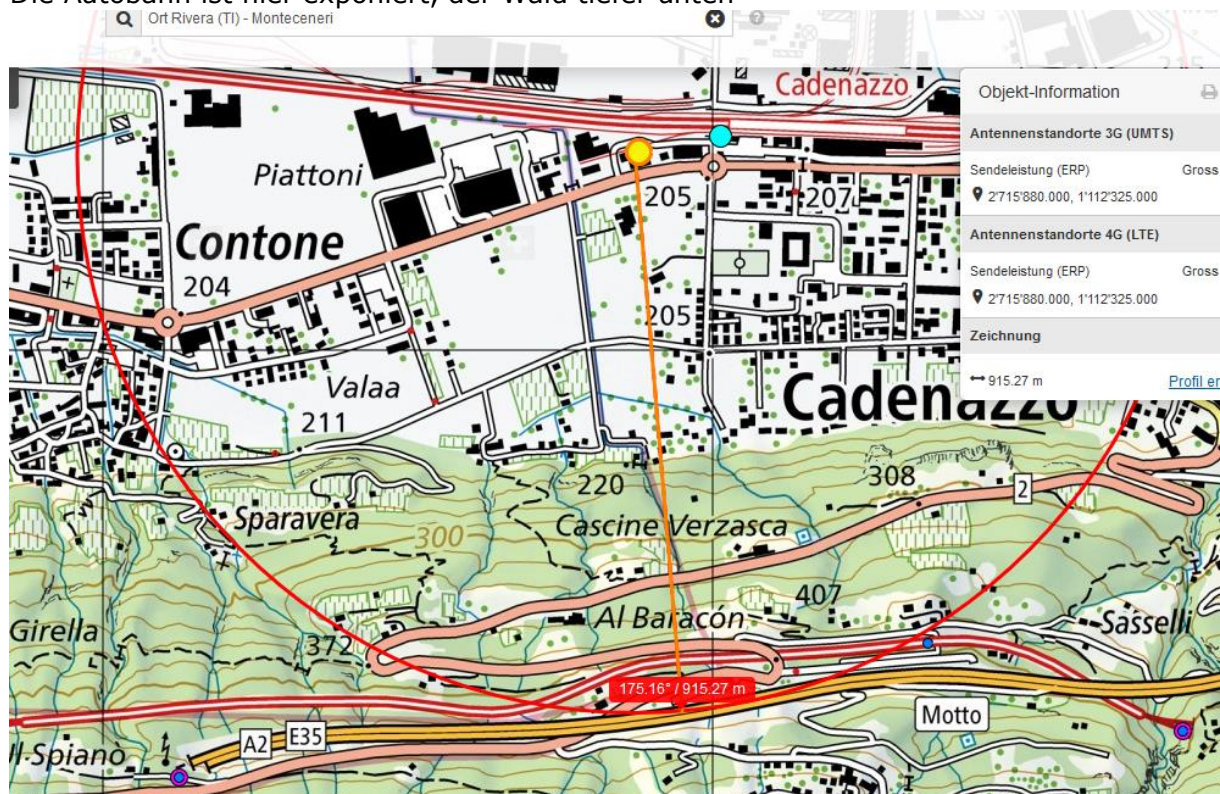 Die Autobahn ist hier exponiert, der Wald tiefer unten
Ort Rivera (TI) - Monteceneri
Cadenazzo
Objekt-Information
Antennenstandorte 3G (UMTS)
Sendeleistung (ERP) Gross
2'715'880.000, 1'112'325.000
Antennenstandorte 4G (LTE)
Sendeleistung (ERP) Gross
2'715'880.000, 1'112'325.000
Zeichnung
915.27 m
Piattoni
205
207
Contone
204
205
Valaa
211
Cadenazzo
220
308
2
Sparavera
300
Cascine Verzasca
407
Al Baracón
Girella
372
Sasselli
175.16° / 915.27 m
Motto
A2
E35
Il Spiano